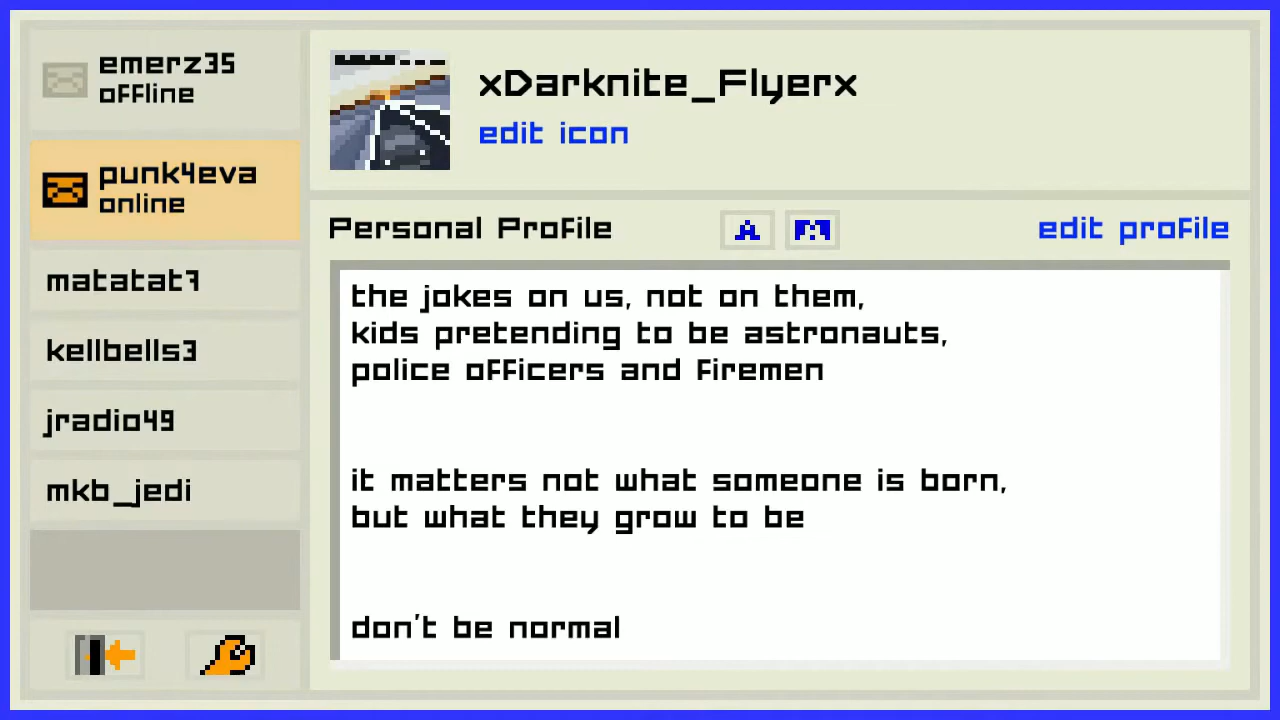 emerz35
offline
punk4eva
online
matatat7
kellbells3
jradio49
mkb_jedi
xDarknite_Flyerx
edit icon
Personal Profile
A
edit profile
the jokes on us, not on them,
kids pretending to be astronauts,
police officers and firemen
it matters not what someone is born,
but what they grow to be
don't be normal